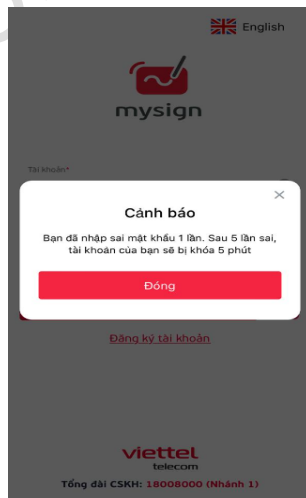 English
mysign
Tài khoản*
Cảnh báo
Bạn đã nhập sai mật khẩu 1 lần. Sau 5 lần sai,
tài khoản của bạn sẽ bị khóa 5 phút
Đóng
Đăng ký tài khoản
viettel
telecom
Tổng đài CSKH: 18008000 (Nhánh 1)